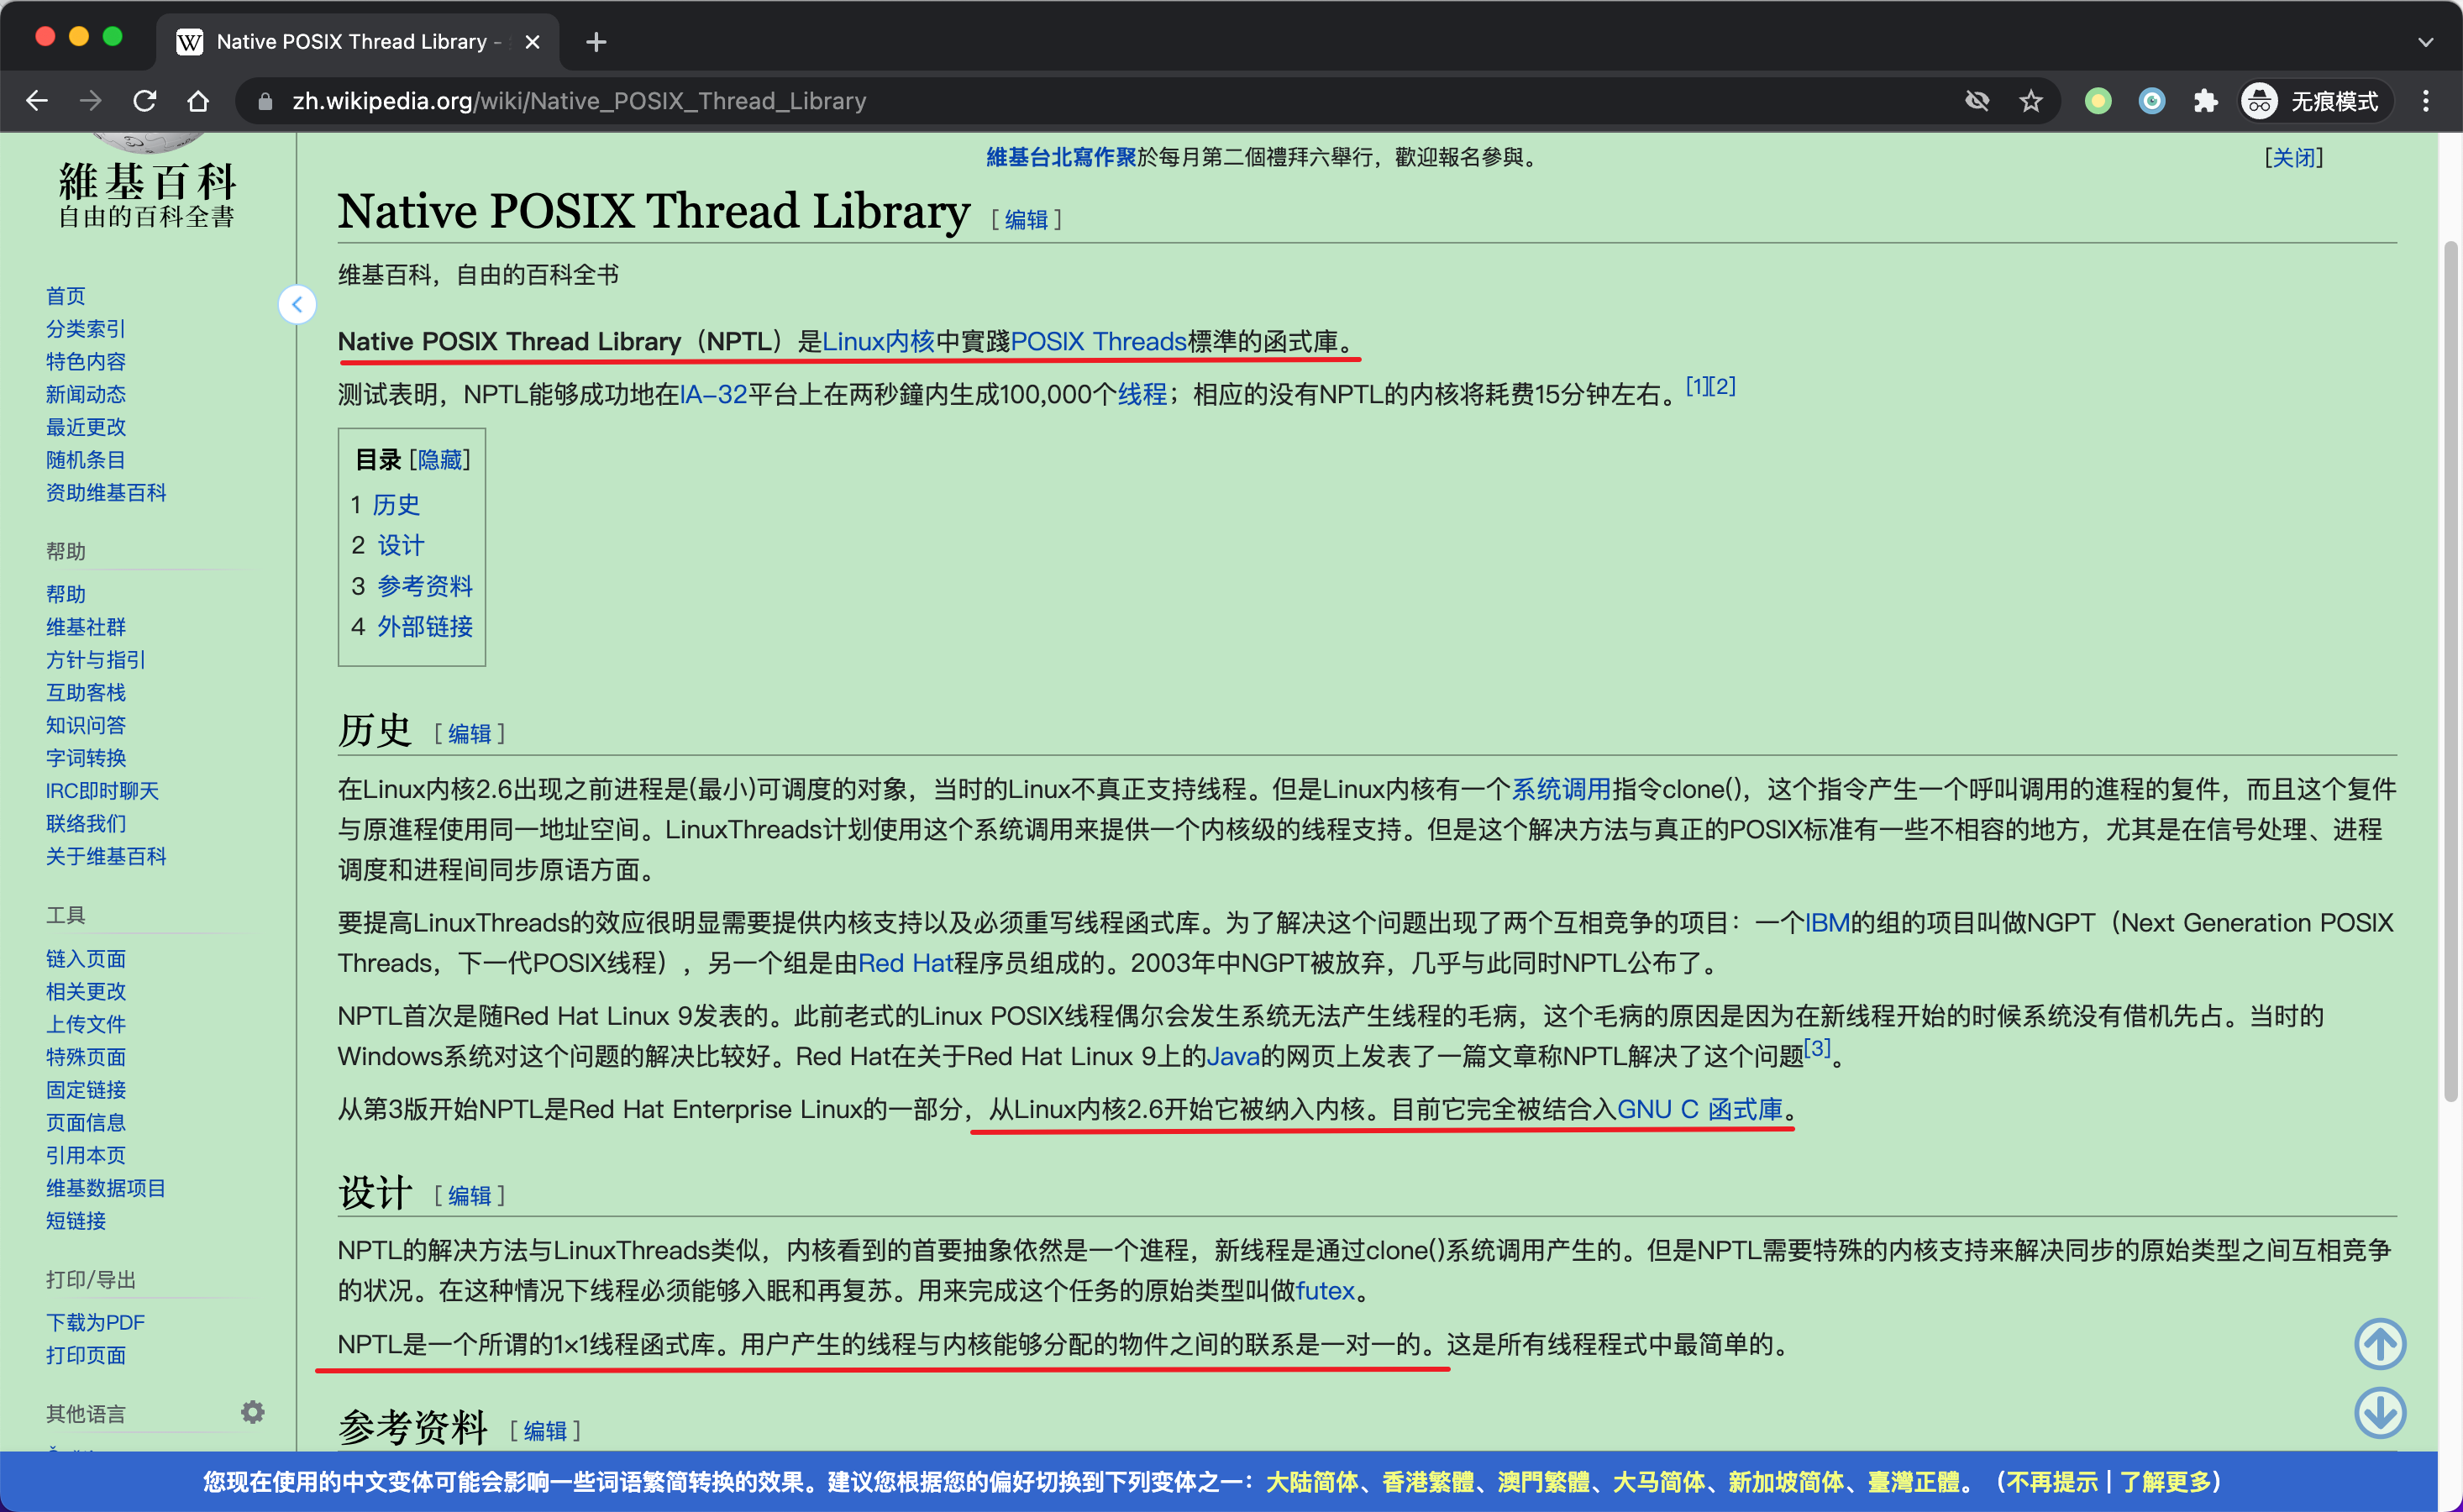 Native POSIX Thread Library -
zh.wikipedia.org/wiki/Native_POSIX_Thread_Library
无痕模式
維基百科
自由的百科全書
首页
分类索引
特色内容
新闻动态
最近更改
随机条目
资助维基百科
帮助
帮助
维基社群
方针与指引
互助客栈
知识问答
字词转换
IRC即时聊天
联络我们
关于维基百科
工具
链入页面
相关更改
上传文件
特殊页面
固定链接
页面信息
引用本页
维基数据项目
短链接
打印/导出
下载为PDF
打印页面
其他语言
維基台北寫作聚於每月第二個禮拜六舉行，歡迎報名參與。
[关闭]
Native POSIX Thread Library [编辑]
维基百科，自由的百科全书
Native POSIX Thread Library（NPTL）是Linux内核中實踐POSIX Threads標準的函式庫。
测试表明，NPTL能够成功地在IA-32平台上在两秒鐘内生成100,000个线程；相应的没有NPTL的内核将耗费15分钟左右。[1][2]
目录 [隐藏]
1 历史
2 设计
3 参考资料
4 外部链接
历史 [编辑]
在Linux内核2.6出现之前进程是(最小)可调度的对象，当时的Linux不真正支持线程。但是Linux内核有一个系统调用指令clone()，这个指令产生一个呼叫调用的進程的复件，而且这个复件
与原進程使用同一地址空间。LinuxThreads计划使用这个系统调用来提供一个内核级的线程支持。但是这个解决方法与真正的POSIX标准有一些不相容的地方，尤其是在信号处理、进程
调度和进程间同步原语方面。
要提高LinuxThreads的效应很明显需要提供内核支持以及必须重写线程函式库。为了解决这个问题出现了两个互相竞争的项目：一个IBM的组的项目叫做NGPT（Next Generation POSIX
Threads，下一代POSIX线程），另一个组是由Red Hat程序员组成的。2003年中NGPT被放弃，几乎与此同时NPTL公布了。
NPTL首次是随Red Hat Linux 9发表的。此前老式的Linux POSIX线程偶尔会发生系统无法产生线程的毛病，这个毛病的原因是因为在新线程开始的时候系统没有借机先占。当时的
Windows系统对这个问题的解决比较好。Red Hat在关于Red Hat Linux 9上的Java的网页上发表了一篇文章称NPTL解决了这个问题[3]。
从第3版开始NPTL是Red Hat Enterprise Linux的一部分，从Linux内核2.6开始它被纳入内核。目前它完全被结合入GNU C 函式庫。
设计 [编辑]
NPTL的解决方法与LinuxThreads类似，内核看到的首要抽象依然是一个進程，新线程是通过clone()系统调用产生的。但是NPTL需要特殊的内核支持来解决同步的原始类型之间互相竞争
的状况。在这种情况下线程必须能够入眠和再复苏。用来完成这个任务的原始类型叫做futex。
NPTL是一个所谓的1×1线程函式库。用户产生的线程与内核能够分配的物件之间的联系是一对一的。这是所有线程程式中最简单的。
参考资料 [编辑]
您现在使用的中文变体可能会影响一些词语繁简转换的效果。建议您根据您的偏好切换到下列变体之一：大陆简体、香港繁體、澳門繁體、大马简体、新加坡简体、臺灣正體。（不再提示 | 了解更多）